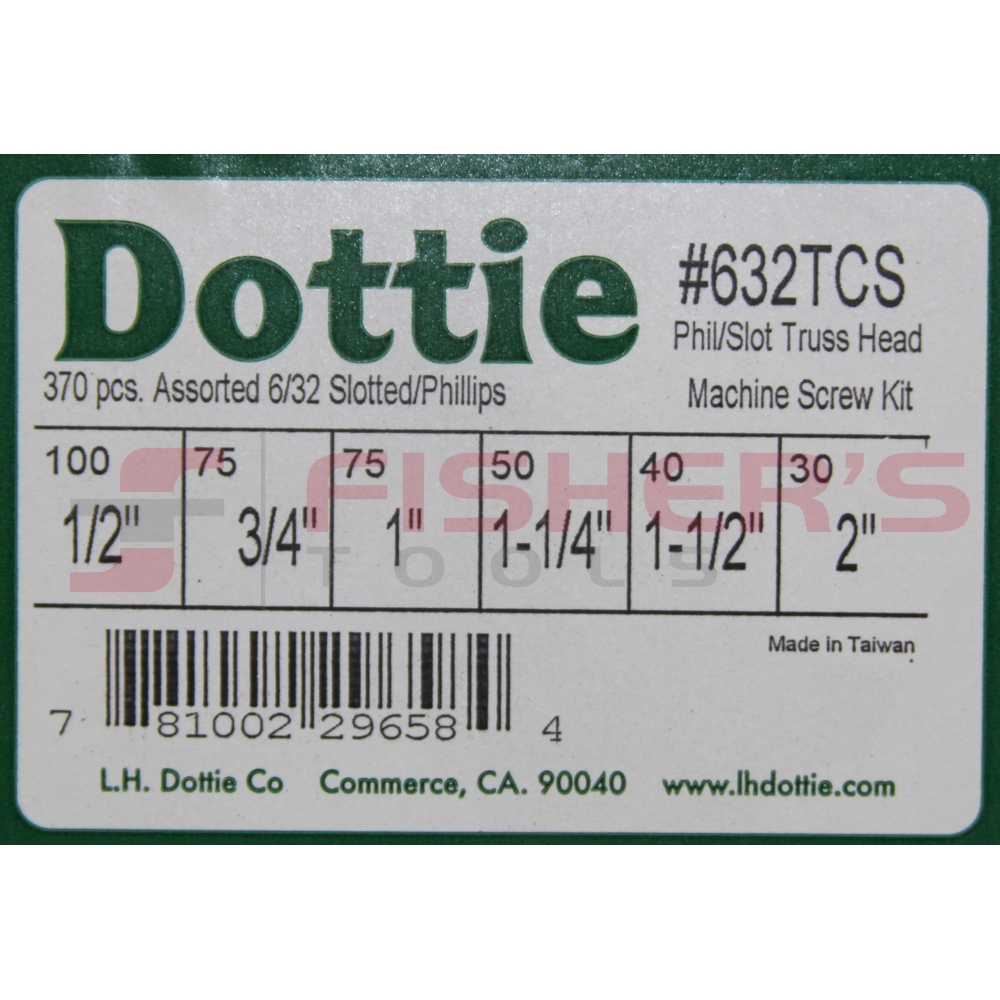 Dottie
#632TCS
Phil/Slot Truss Head
370 pcs. Assorted 6/32 Slotted/Phillips
Machine Screw Kit
100 75 75 50 40 30
1/2" 3/4" 1" 1-1/4" 1-1/2" 2"
FISHER'S
TOOLS
Made in Taiwan
7 81002 29658 4
L.H. Dottie Co Commerce, CA. 90040 www.lhdottie.com